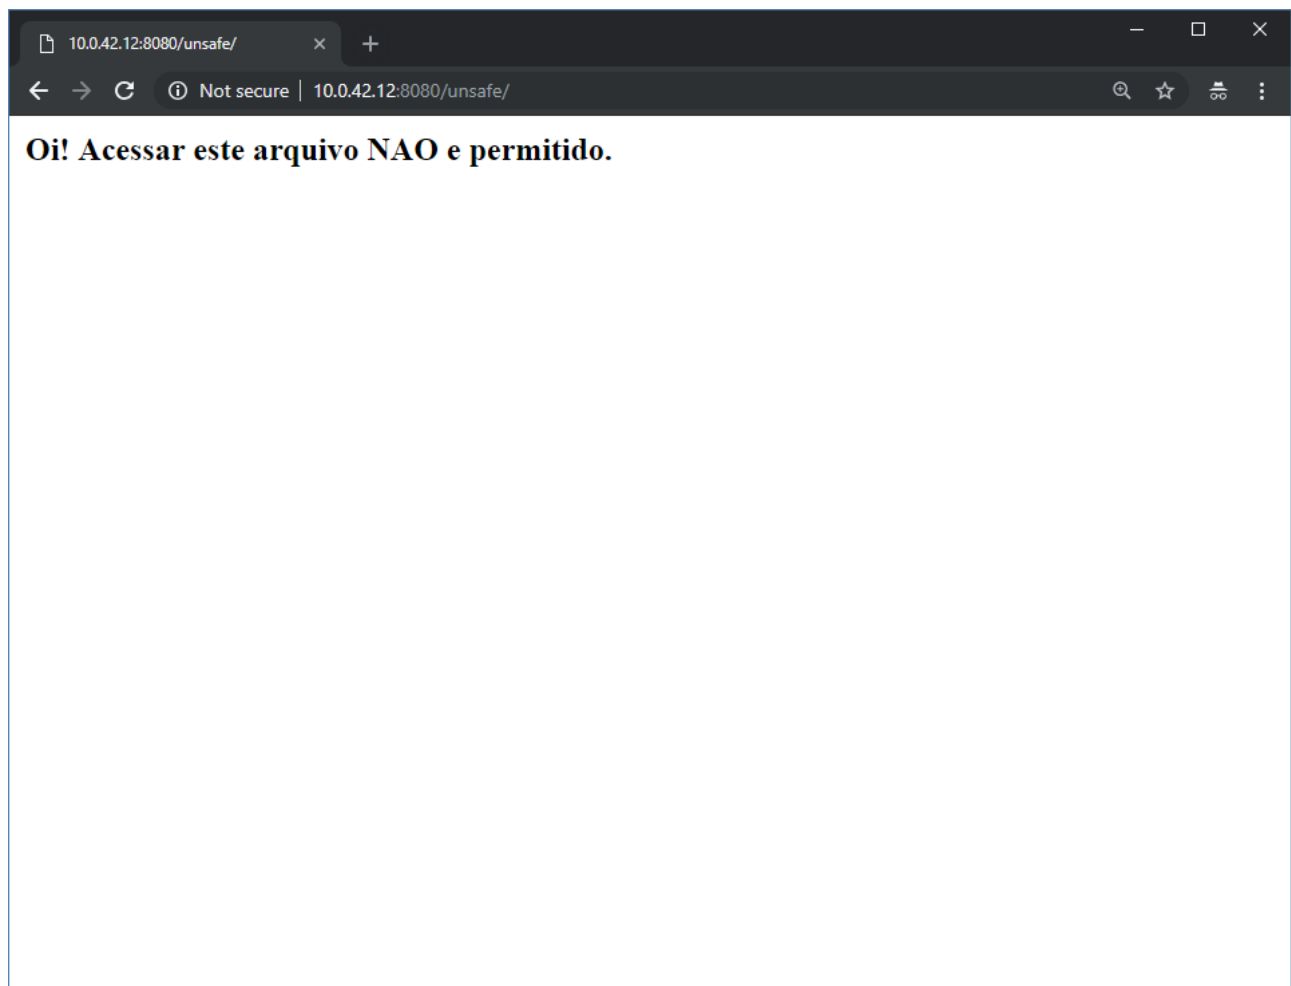 10.0.42.12:8080/unsafe/
Not secure | 10.0.42.12:8080/unsafe/
Oi! Acessar este arquivo NAO e permitido.